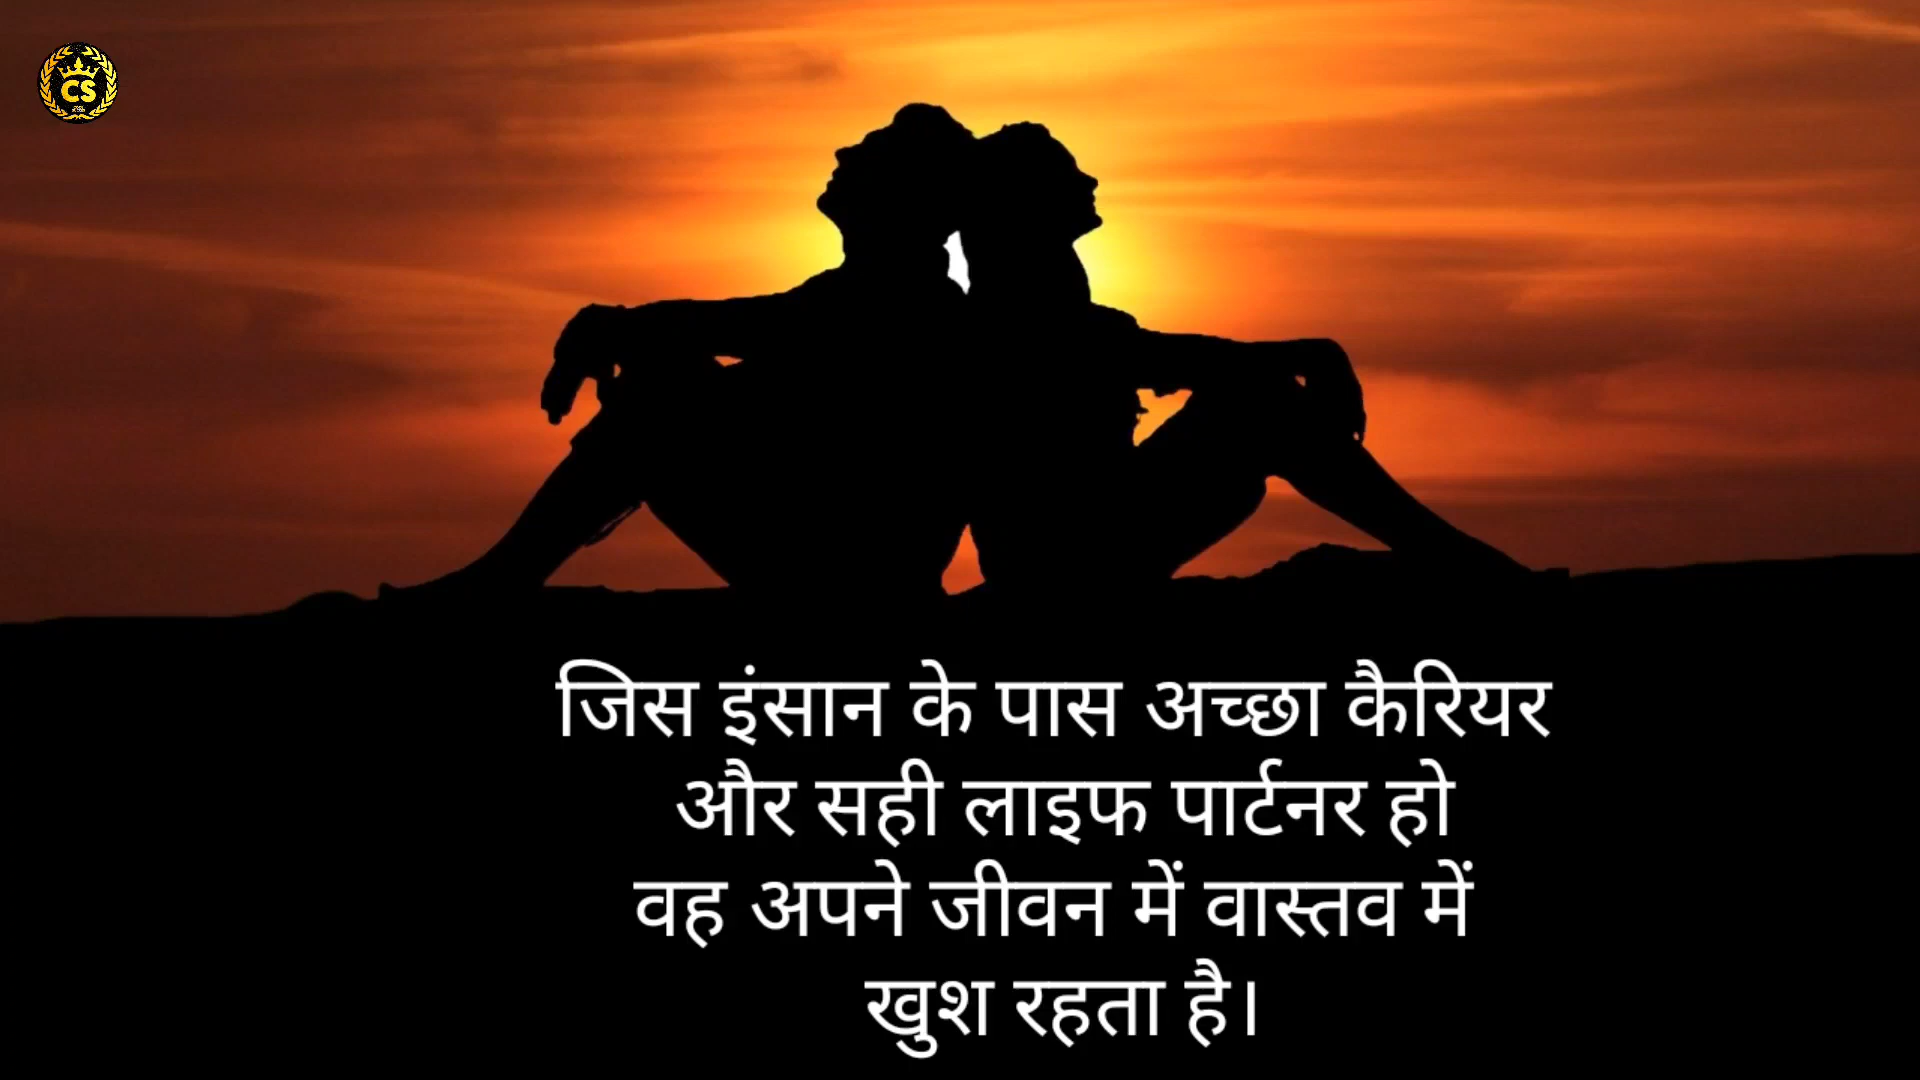 CS
जिस इंसान के पास अच्छा कैरियर
और सही लाइफ पार्टनर हो
वह अपने जीवन में वास्तव में
खुश रहता है।